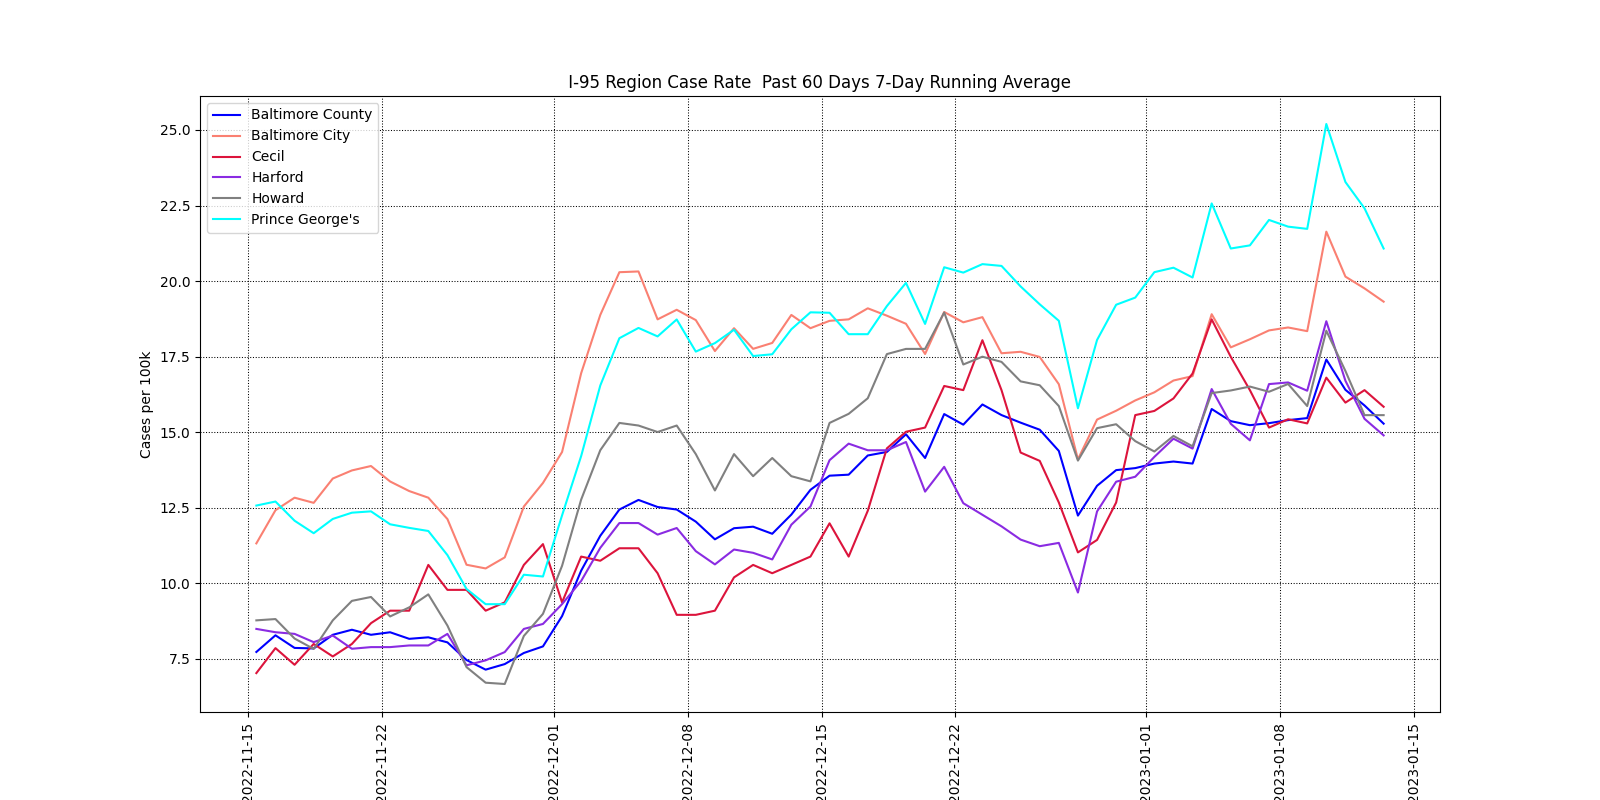 I-95 Region Case Rate  Past 60 Days 7-Day Running Average
Baltimore County
Baltimore City
Cecil
Harford
Howard
Prince George's
Cases per 100k
25.0
22.5
20.0
17.5
15.0
12.5
10.0
7.5
2022-11-15
2022-11-22
2022-12-01
2022-12-08
2022-12-15
2022-12-22
2023-01-01
2023-01-08
2023-01-15